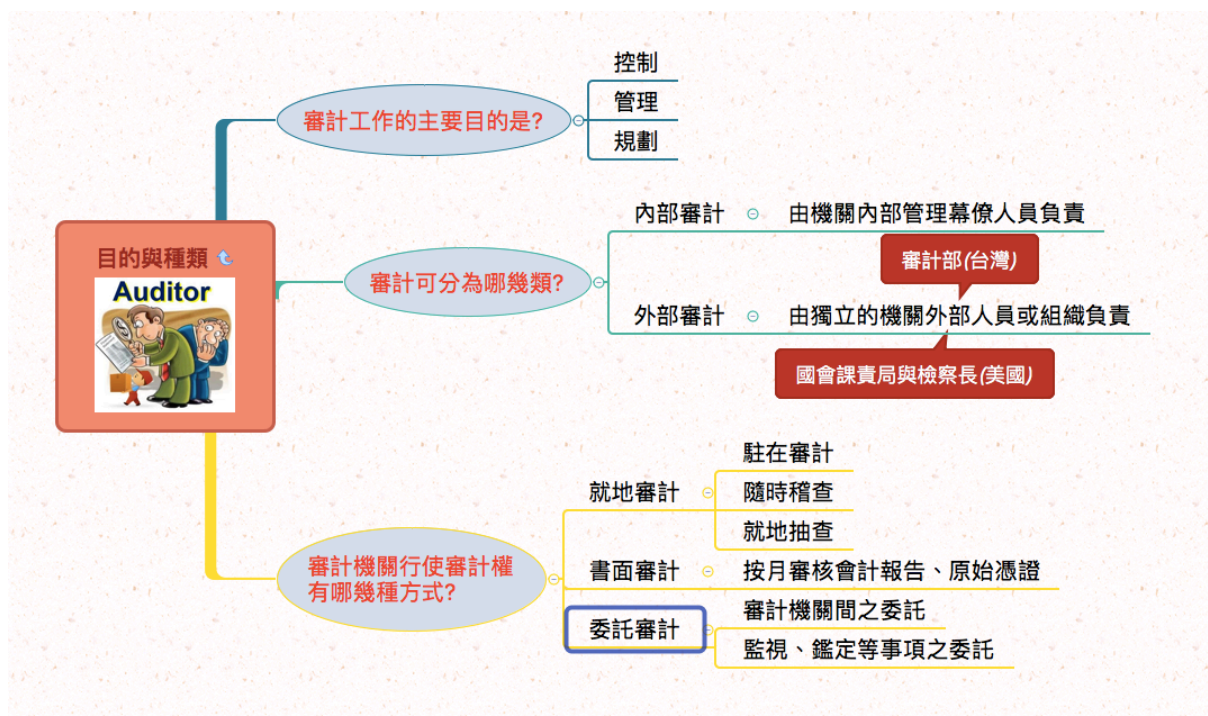 目的與種類
Auditor
審計工作的主要目的是?
控制
管理
規劃
審計可分為哪幾類?
內部審計
由機關內部管理幕僚人員負責
審計部(台灣)
外部審計
由獨立的機關外部人員或組織負責
國會課責局與檢察長(美國)
審計機關行使審計權
有哪幾種方式?
就地審計
駐在審計
隨時稽查
就地抽查
書面審計
按月審核會計報告、原始憑證
委託審計
審計機關間之委託
監視、鑑定等事項之委託